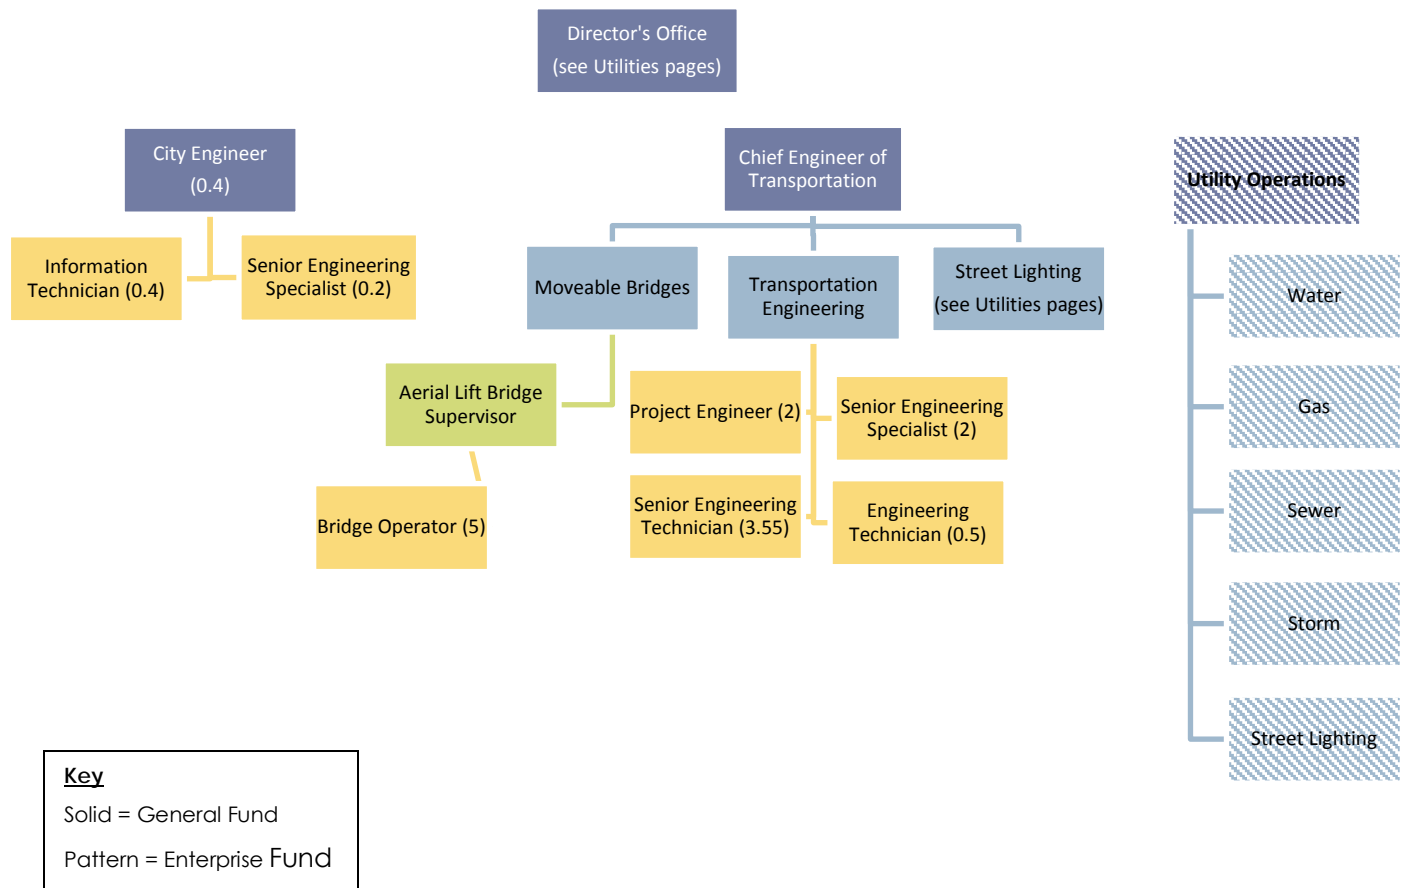 Director's Office
(see Utilities pages)
City Engineer
(0.4)
Information
Technician (0.4)
Senior Engineering
Specialist (0.2)
Chief Engineer of
Transportation
Moveable Bridges
Transportation
Engineering
Street Lighting
(see Utilities pages)
Aerial Lift Bridge
Supervisor
Bridge Operator (5)
Project Engineer (2)
Senior Engineering
Specialist (2)
Senior Engineering
Technician (3.55)
Engineering
Technician (0.5)
Utility Operations
Water
Gas
Sewer
Storm
Street Lighting
Key
Solid = General Fund
Pattern = Enterprise Fund